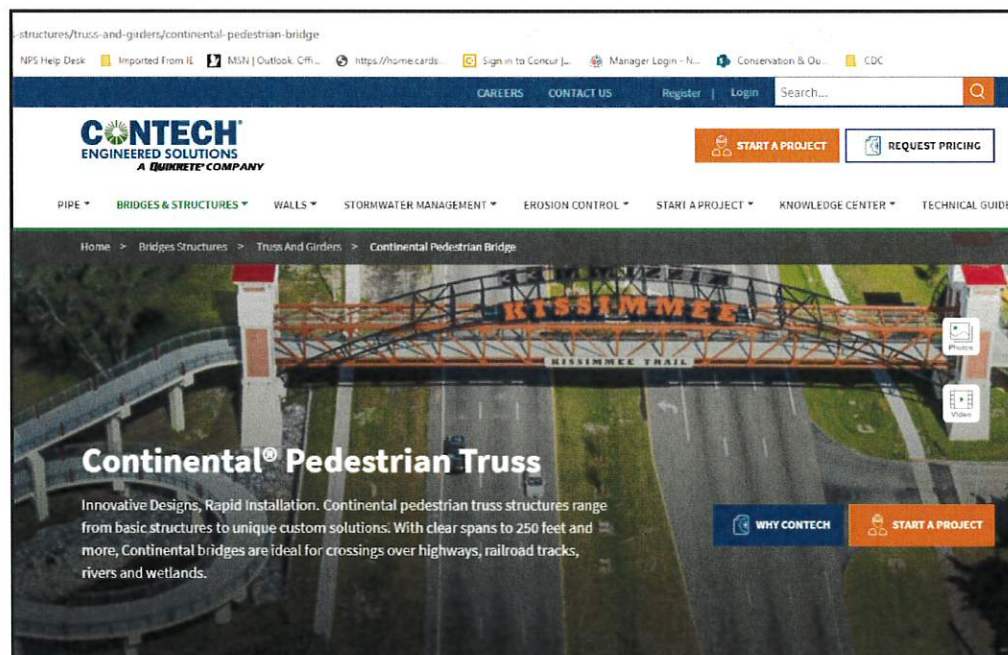 -structures/truss-and-girders/continental-pedestrian-bridge
NPS Help Desk Imported From IE MSN | Outlook, Offi... https://home.cards... Sign in to Concur |... Manager Login - N... Conservation & Ou... CDC
CAREERS CONTACT US Register | Login Search...
CONTECH®
ENGINEERED SOLUTIONS
A QUIKRETE® COMPANY
START A PROJECT REQUEST PRICING
PIPE BRIDGES & STRUCTURES WALLS STORMWATER MANAGEMENT EROSION CONTROL START A PROJECT KNOWLEDGE CENTER TECHNICAL GUIDE
Home > Bridges Structures > Truss And Girders > Continental Pedestrian Bridge
KISSIMMEE
KISSIMMEE TRAIL
Photos
Video
Continental® Pedestrian Truss
Innovative Designs, Rapid Installation. Continental pedestrian truss structures range
from basic structures to unique custom solutions. With clear spans to 250 feet and
more, Continental bridges are ideal for crossings over highways, railroad tracks,
rivers and wetlands.
WHY CONTECH START A PROJECT